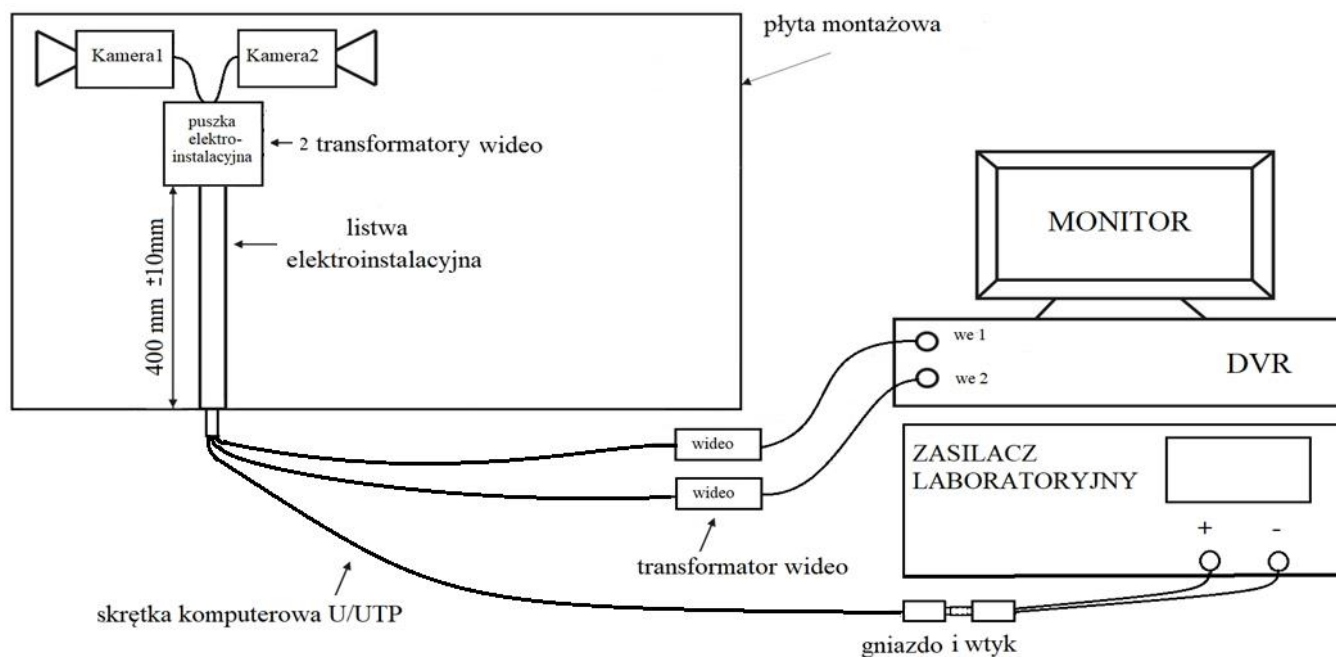 płyta montażowa
Kamera1
Kamera2
puszka
elektro-
instalacyjna
2 transformatory wideo
listwa
elektroinstalacyjna
400 mm ±10mm
MONITOR
we 1
we 2
DVR
wideo
wideo
ZASILACZ
LABORATORYJNY
+ -
transformator wideo
skrętka komputerowa U/UTP
gniazdo i wtyk